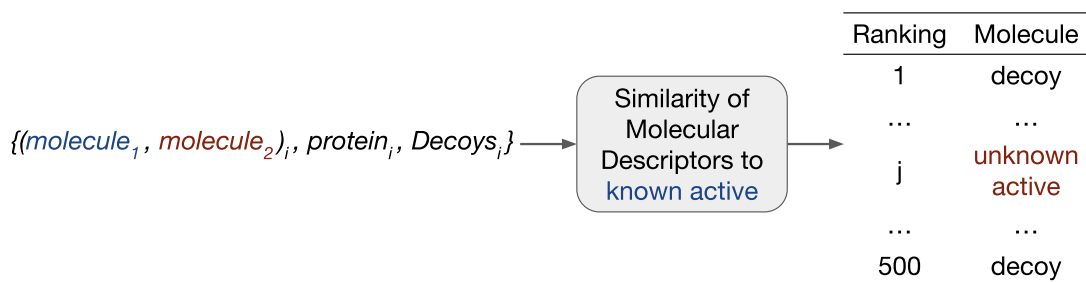 {(molecule1, molecule2)i, proteini, Decoysi}
Similarity of
Molecular
Descriptors to
known active
Ranking Molecule
1 decoy
... ...
j unknown active
... ...
500 decoy